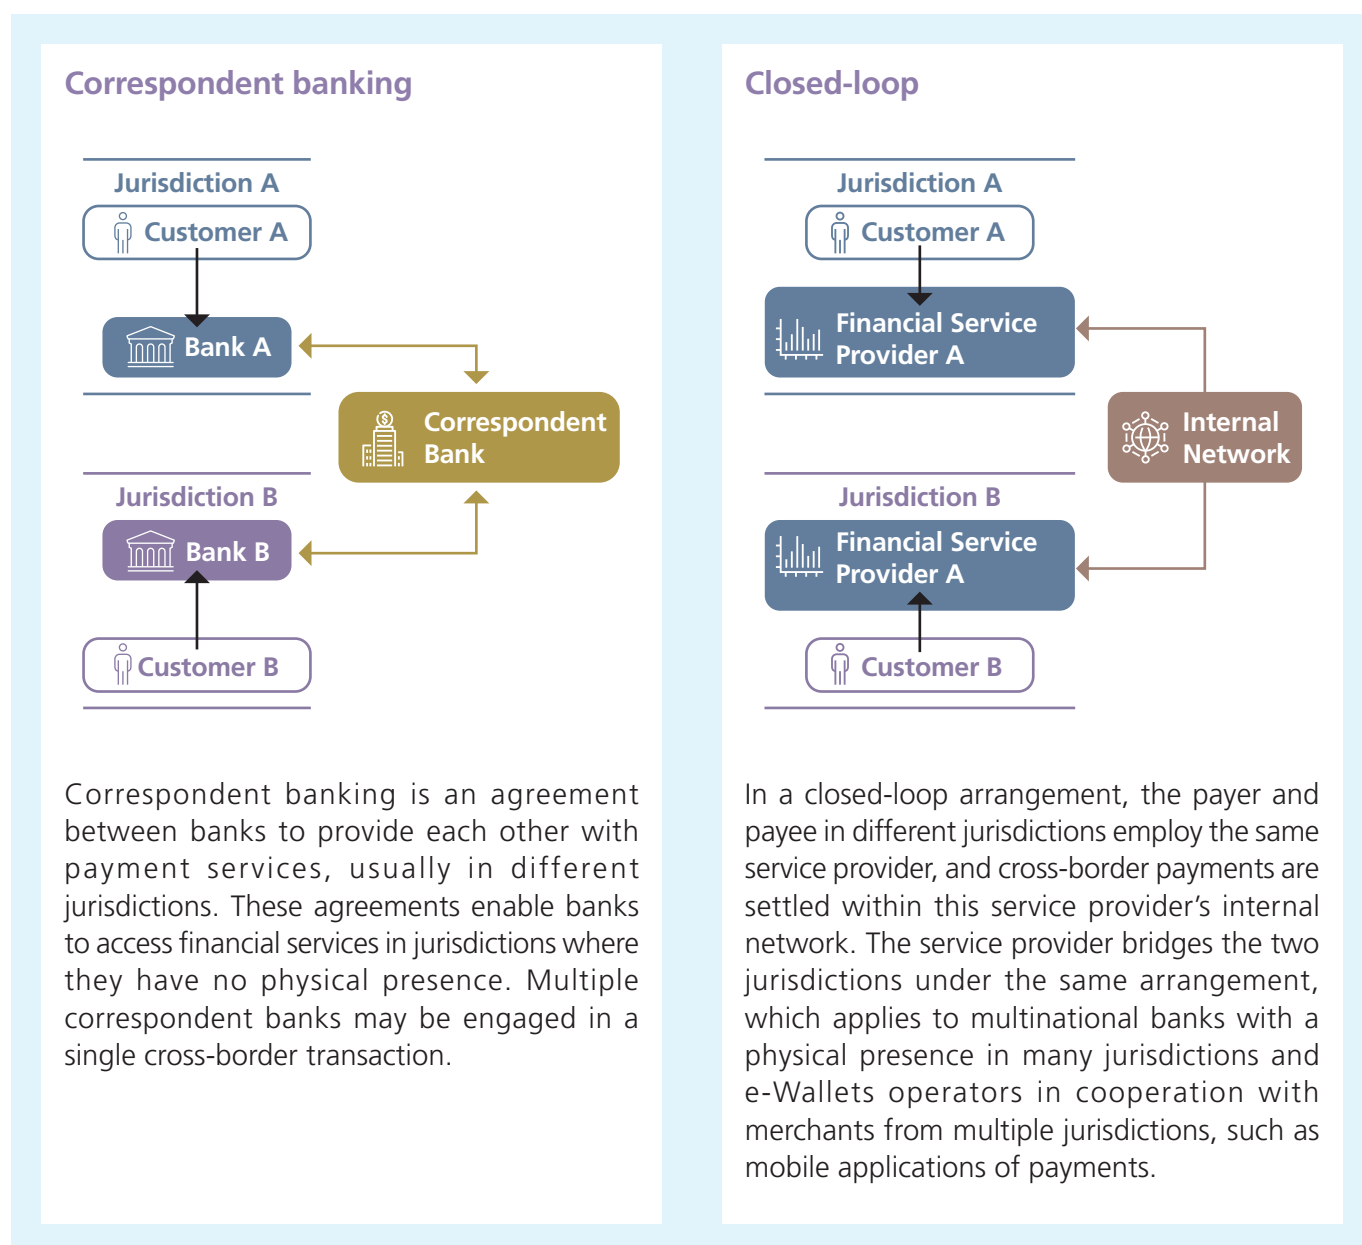 Correspondent banking
Jurisdiction A
Customer A
Bank A
Correspondent
Bank
Jurisdiction B
Bank B
Customer B
Correspondent banking is an agreement
between banks to provide each other with
payment services, usually in different
jurisdictions. These agreements enable banks
to access financial services in jurisdictions where
they have no physical presence. Multiple
correspondent banks may be engaged in a
single cross-border transaction.
Closed-loop
Jurisdiction A
Customer A
Financial Service
Provider A
Internal
Network
Jurisdiction B
Financial Service
Provider A
Customer B
In a closed-loop arrangement, the payer and
payee in different jurisdictions employ the same
service provider, and cross-border payments are
settled within this service provider’s internal
network. The service provider bridges the two
jurisdictions under the same arrangement,
which applies to multinational banks with a
physical presence in many jurisdictions and
e-Wallets operators in cooperation with
merchants from multiple jurisdictions, such as
mobile applications of payments.